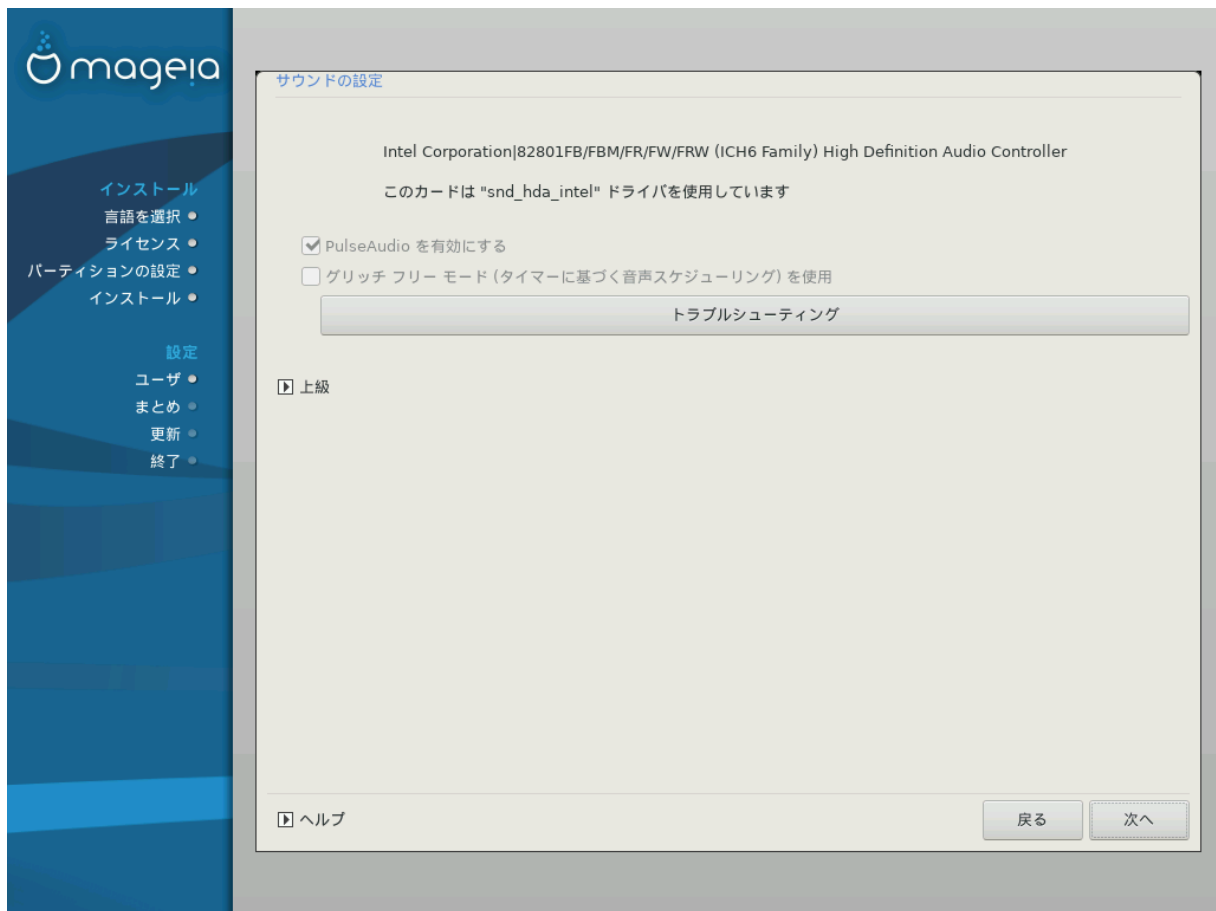 mageia
インストール
言語を選択
ライセンス
パーティションの設定
インストール
設定
ユーザ
まとめ
更新
終了
サウンドの設定
Intel Corporation|82801FB/FBM/FR/FW/FRW (ICH6 Family) High Definition Audio Controller
このカードは "snd_hda_intel" ドライバを使用しています
PulseAudio を有効にする
グリッチ フリー モード (タイマーに基づく音声スケジューリング) を使用
トラブルシューティング
上級
ヘルプ
戻る
次へ